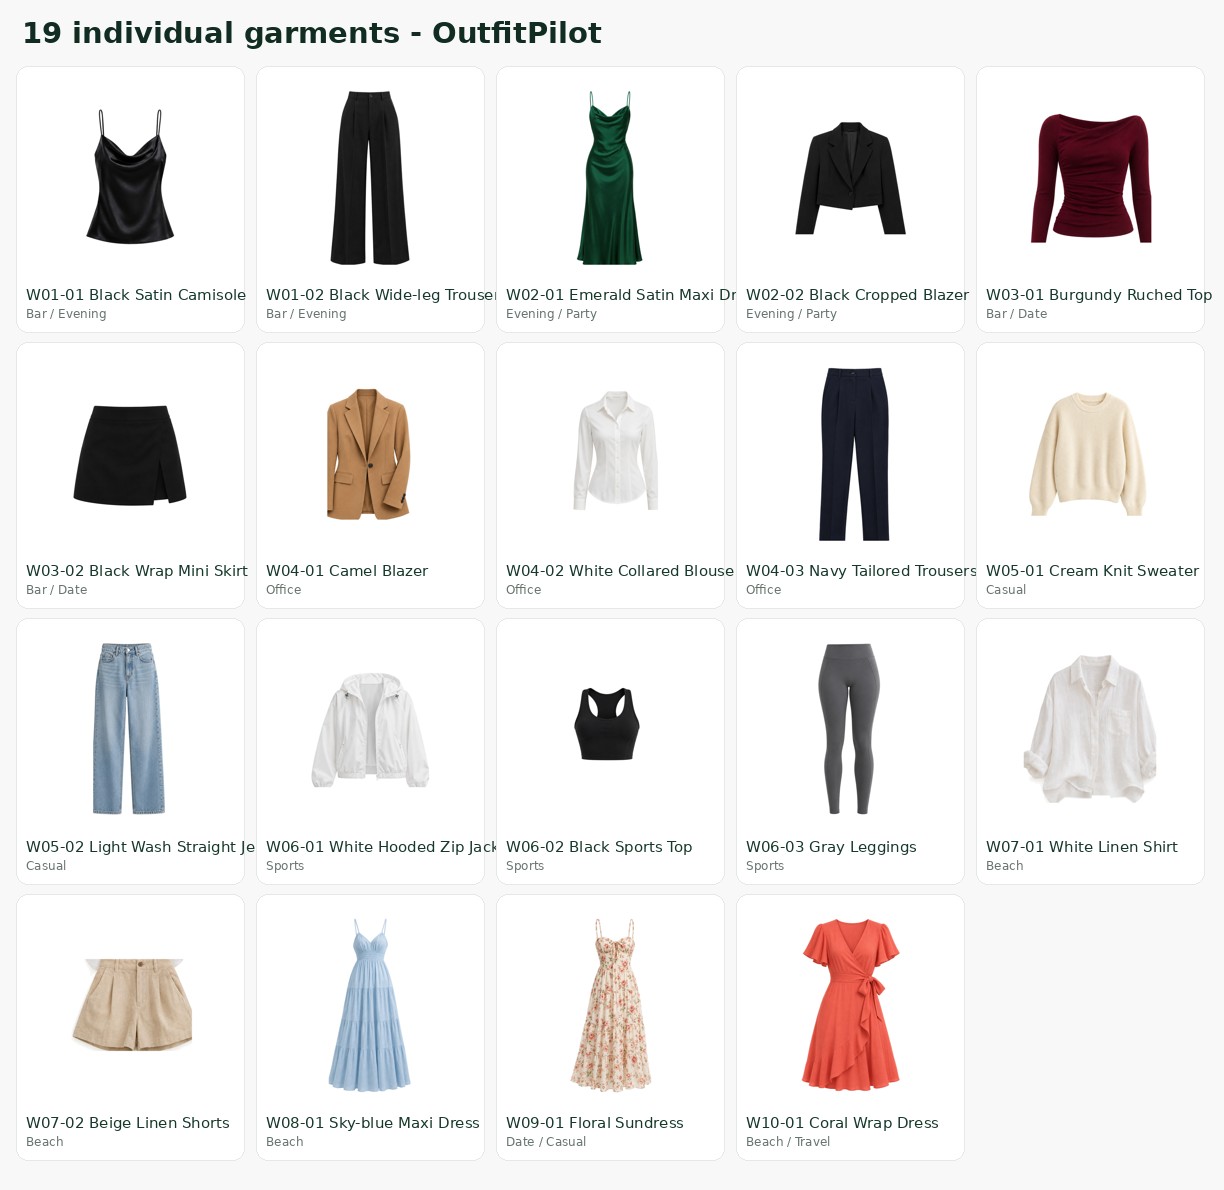 19 individual garments - OutfitPilot
W01-01 Black Satin Camisole
Bar / Evening
W01-02 Black Wide-leg Trouser
Bar / Evening
W02-01 Emerald Satin Maxi Dr
Evening / Party
W02-02 Black Cropped Blazer
Evening / Party
W03-01 Burgundy Ruched Top
Bar / Date
W03-02 Black Wrap Mini Skirt
Bar / Date
W04-01 Camel Blazer
Office
W04-02 White Collared Blouse
Office
W04-03 Navy Tailored Trousers
Office
W05-01 Cream Knit Sweater
Casual
W05-02 Light Wash Straight Je
Casual
W06-01 White Hooded Zip Jack
Sports
W06-02 Black Sports Top
Sports
W06-03 Gray Leggings
Sports
W07-01 White Linen Shirt
Beach
W07-02 Beige Linen Shorts
Beach
W08-01 Sky-blue Maxi Dress
Beach
W09-01 Floral Sundress
Date / Casual
W10-01 Coral Wrap Dress
Beach / Travel